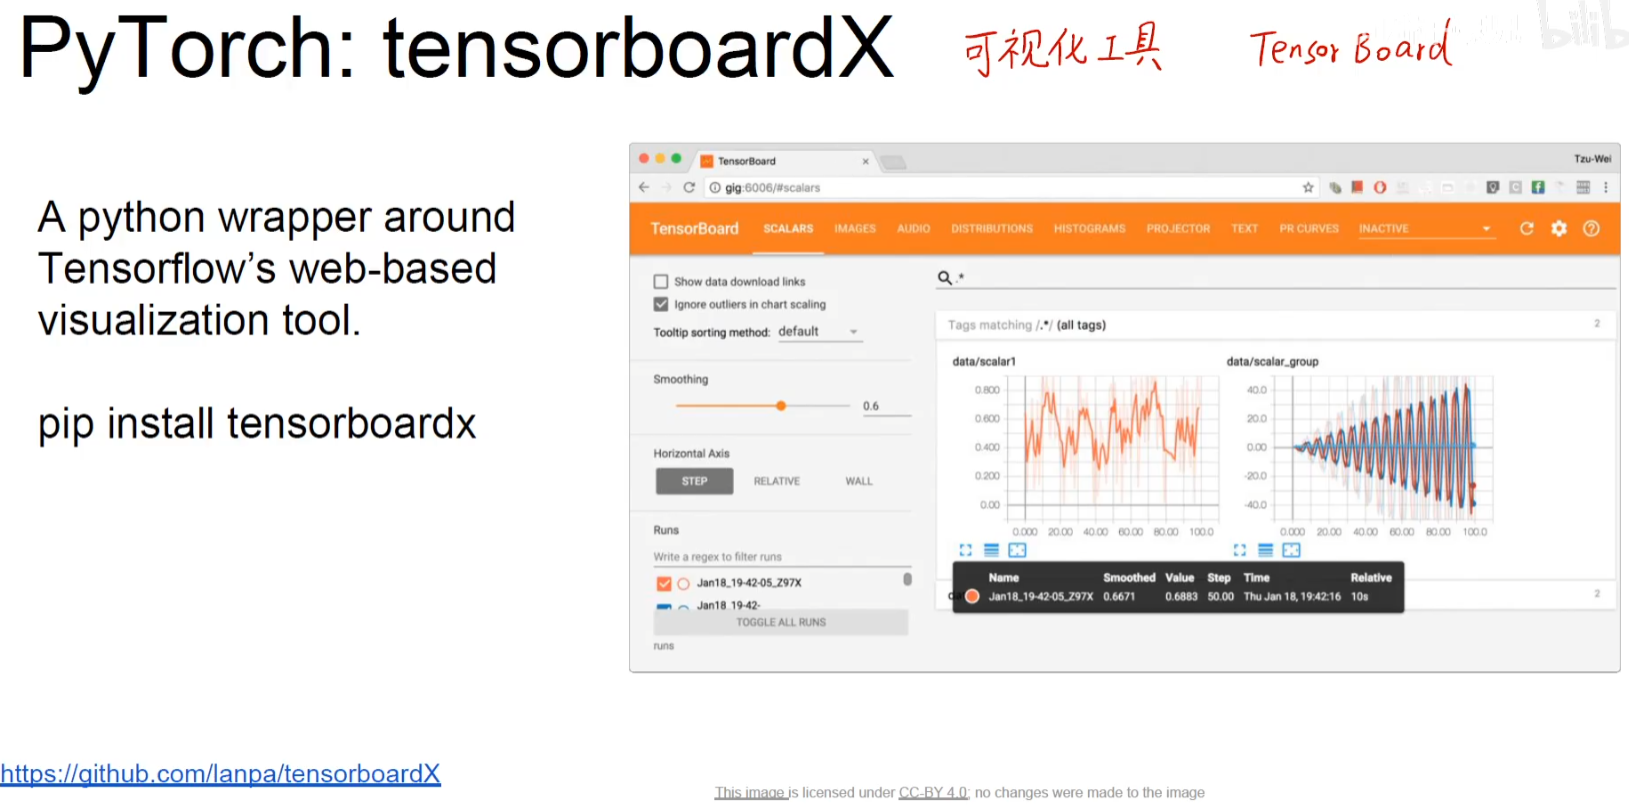 PyTorch: tensorboardX
可视化工具
Tensor Board
bilib
A python wrapper around
Tensorflow’s web-based
visualization tool.
pip install tensorboardx
TensorBoard
Tzu-Wei
gig:6006/#scalars
TensorBoard SCALARS IMAGES AUDIO DISTRIBUTIONS HISTOGRAMS PROJECTOR TEXT PR CURVES INACTIVE
Show data download links
Ignore outliers in chart scaling
Tooltip sorting method: default
Smoothing
0.6
Horizontal Axis
STEP RELATIVE WALL
Runs
Write a regex to filter runs
Jan18_19-42-05_Z97X
Jan18_19-42-
TOGGLE ALL RUNS
runs
.*
Tags matching /.*/ (all tags) 2
data/scalar1
0.800
0.600
0.400
0.200
0.00
0.000 20.00 40.00 60.00 80.00 100.0
data/scalar_group
40.0
20.0
0.00
-20.0
-40.0
0.000 20.00 40.00 60.00 80.00 100.0
Name Smoothed Value Step Time Relative
Jan18_19-42-05_Z97X 0.6671 0.6883 50.00 Thu Jan 18, 19:42:16 10s
2
https://github.com/lanpa/tensorboardX
This image is licensed under CC-BY 4.0; no changes were made to the image